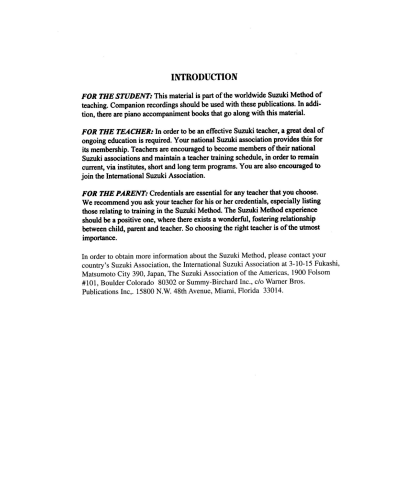 INTRODUCTION
FOR THE STUDENT: This material is part of the worldwide Suzuki Method of
teaching. Companion recordings should be used with these publications. In addi-
tion, there are piano accompaniment books that go along with this material.
FOR THE TEACHER: In order to be an effective Suzuki teacher, a great deal of
ongoing education is required. Your national Suzuki association provides this for
its membership. Teachers are encouraged to become members of their national
Suzuki associations and maintain a teacher training schedule, in order to remain
current, via institutes, short and long term programs. You are also encouraged to
join the International Suzuki Association.
FOR THE PARENT: Credentials are essential for any teacher that you choose.
We recommend you ask your teacher for his or her credentials, especially listing
those relating to training in the Suzuki Method. The Suzuki Method experience
should be a positive one, where there exists a wonderful, fostering relationship
between child, parent and teacher. So choosing the right teacher is of the utmost
importance.
In order to obtain more information about the Suzuki Method, please contact your
country's Suzuki Association, the International Suzuki Association at 3-10-15 Fukashi,
Matsumoto City 390, Japan, The Suzuki Association of the Americas, 1900 Folsom
#101, Boulder Colorado 80302 or Summy-Birchard Inc., c/o Warner Bros.
Publications Inc,. 15800 N.W. 48th Avenue, Miami, Florida 33014.